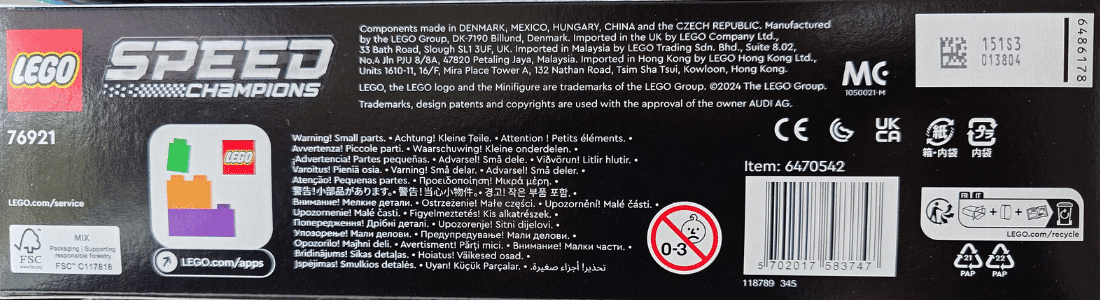 LEGO
SPEED
CHAMPIONS
76921
LEGO.com/service
FSC
www.fsc.org
MIX
Packaging | Supporting
responsible forestry
FSC™ C117818
LEGO
LEGO.com/apps
Components made in DENMARK, MEXICO, HUNGARY, CHINA and the CZECH REPUBLIC. Manufactured
by the LEGO Group, DK-7190 Billund, Denmark. Imported in the UK by LEGO Company Ltd.,
33 Bath Road, Slough SL1 3UF, UK. Imported in Malaysia by LEGO Trading Sdn. Bhd., Suite 8.02,
No.4 Jln PJU 8/8A, 47820 Petaling Jaya, Malaysia. Imported in Hong Kong by LEGO Hong Kong Ltd.,
Units 1610-11, 16/F, Mira Place Tower A, 132 Nathan Road, Tsim Sha Tsui, Kowloon, Hong Kong.
LEGO, the LEGO logo and the Minifigure are trademarks of the LEGO Group. ©2024 The LEGO Group.
Trademarks, design patents and copyrights are used with the approval of the owner AUDI AG.
Warning! Small parts. • Achtung! Kleine Teile. • Attention ! Petits éléments. •
Avvertenza! Piccole parti. • Waarschuwing! Kleine onderdelen. •
¡Advertencia! Partes pequeñas. • Advarsel! Små dele. • Viðvörun! Litlir hlutir. •
Varoitus! Pieniä osia. • Varning! Små delar. • Advarsel! Små deler. •
Atenção! Pequenas partes. • Προειδοποίηση! Μικρά μέρη. •
警告!小部品があります。• 警告!当心小物件。• 경고! 작은 부품 포함. •
Внимание! Мелкие детали. • Ostrzeżenie! Małe części. • Upozornění! Malé části. •
Upozornenie! Malé časti. • Figyelmeztetés! Kis alkatrészek. •
Попередження! Дрібні деталі. • Upozorenje! Sitni dijelovi. •
Упозорење! Мали делови. • Предупредување! Мали делови. •
Opozorilo! Majhni deli. • Avertisment! Părți mici. • Внимание! Малки части. •
Brīdinājums! Sīkas detaļas. • Hoiatus! Väikesed osad. •
Įspėjimas! Smulkios detalės. • Uyarı! Küçük Parçalar. • تحذير! أجزاء صغيرة.
0-3
MC
1050021-M
151S3
013804
6486178
CE
UK
CA
紙
箱・内袋
プラ
内袋
Item: 6470542
5 702017 583747
118789 345
FR
IT
LEGO.com/recycle
21
PAP
22
PAP